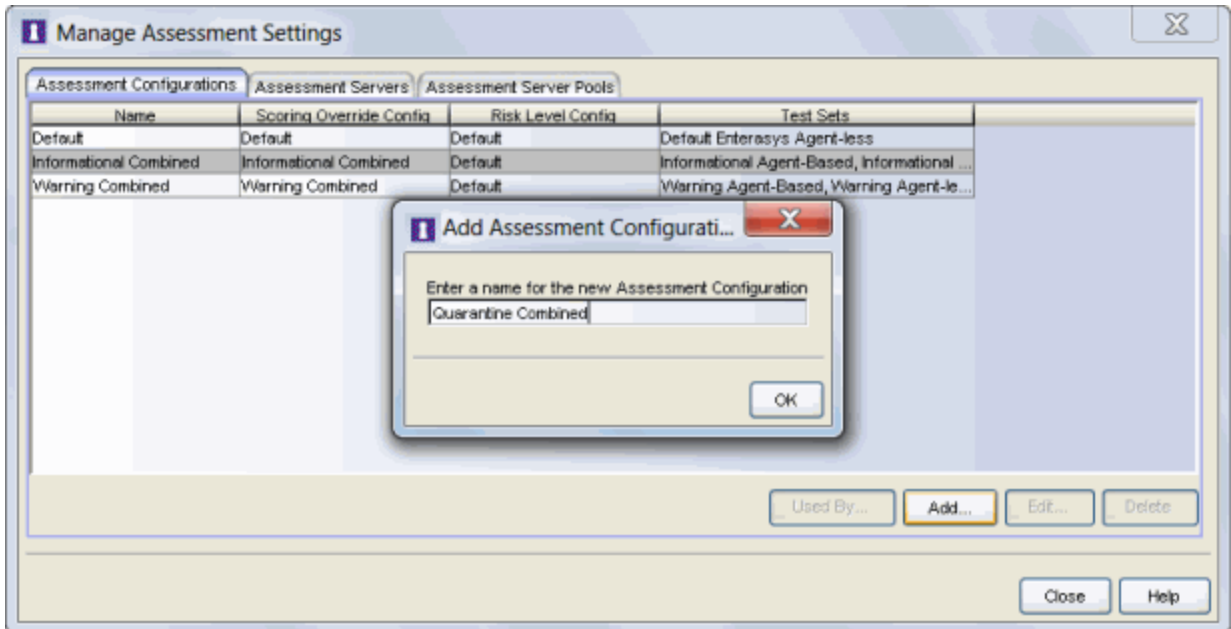 Manage Assessment Settings
Assessment Configurations Assessment Servers Assessment Server Pools
Name Scoring Override Config Risk Level Config Test Sets
Default Default Default Default Enterasys Agent-less
Informational Combined Informational Combined Default Informational Agent-Based, Informational ...
Warning Combined Warning Combined Default Warning Agent-Based, Warning Agent-le...
Add Assessment Configurati...
Enter a name for the new Assessment Configuration
Quarantine Combined
OK
Used By... Add... Edit... Delete
Close Help